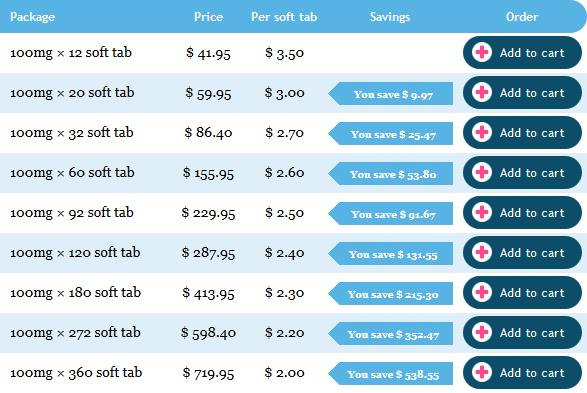 Package Price Per soft tab Savings Order
100mg × 12 soft tab $ 41.95 $ 3.50 Add to cart
100mg × 20 soft tab $ 59.95 $ 3.00 You save $ 9.97 Add to cart
100mg × 32 soft tab $ 86.40 $ 2.70 You save $ 25.47 Add to cart
100mg × 60 soft tab $ 155.95 $ 2.60 You save $ 53.80 Add to cart
100mg × 92 soft tab $ 229.95 $ 2.50 You save $ 91.67 Add to cart
100mg × 120 soft tab $ 287.95 $ 2.40 You save $ 131.55 Add to cart
100mg × 180 soft tab $ 413.95 $ 2.30 You save $ 215.30 Add to cart
100mg × 272 soft tab $ 598.40 $ 2.20 You save $ 352.47 Add to cart
100mg × 360 soft tab $ 719.95 $ 2.00 You save $ 538.55 Add to cart